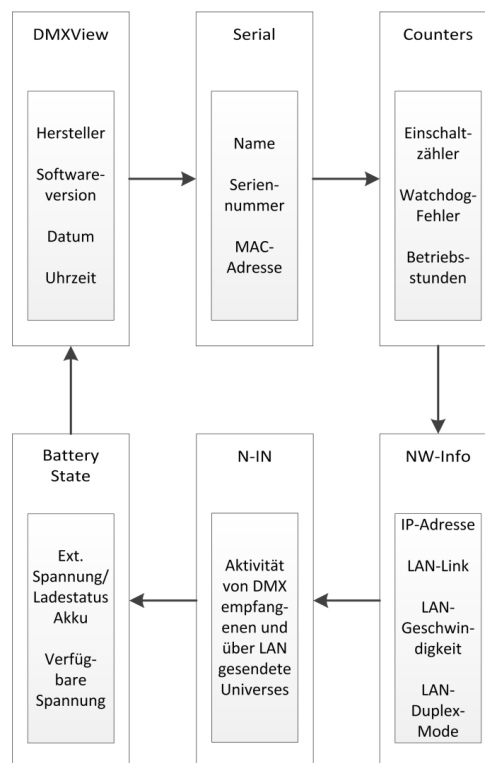 DMXView
Hersteller
Software-
version
Datum
Uhrzeit
Serial
Name
Serien-
nummer
MAC-
Adresse
Counters
Einschalt-
zähler
Watchdog-
Fehler
Betriebs-
stunden
NW-Info
IP-Adresse
LAN-Link
LAN-
Geschwin-
digkeit
LAN-
Duplex-
Mode
N-IN
Aktivität
von DMX
empfang-
enen und
über LAN
gesendete
Universes
Battery
State
Ext.
Spannung/
Ladestatus
Akku
Verfüg-
bare
Spannung